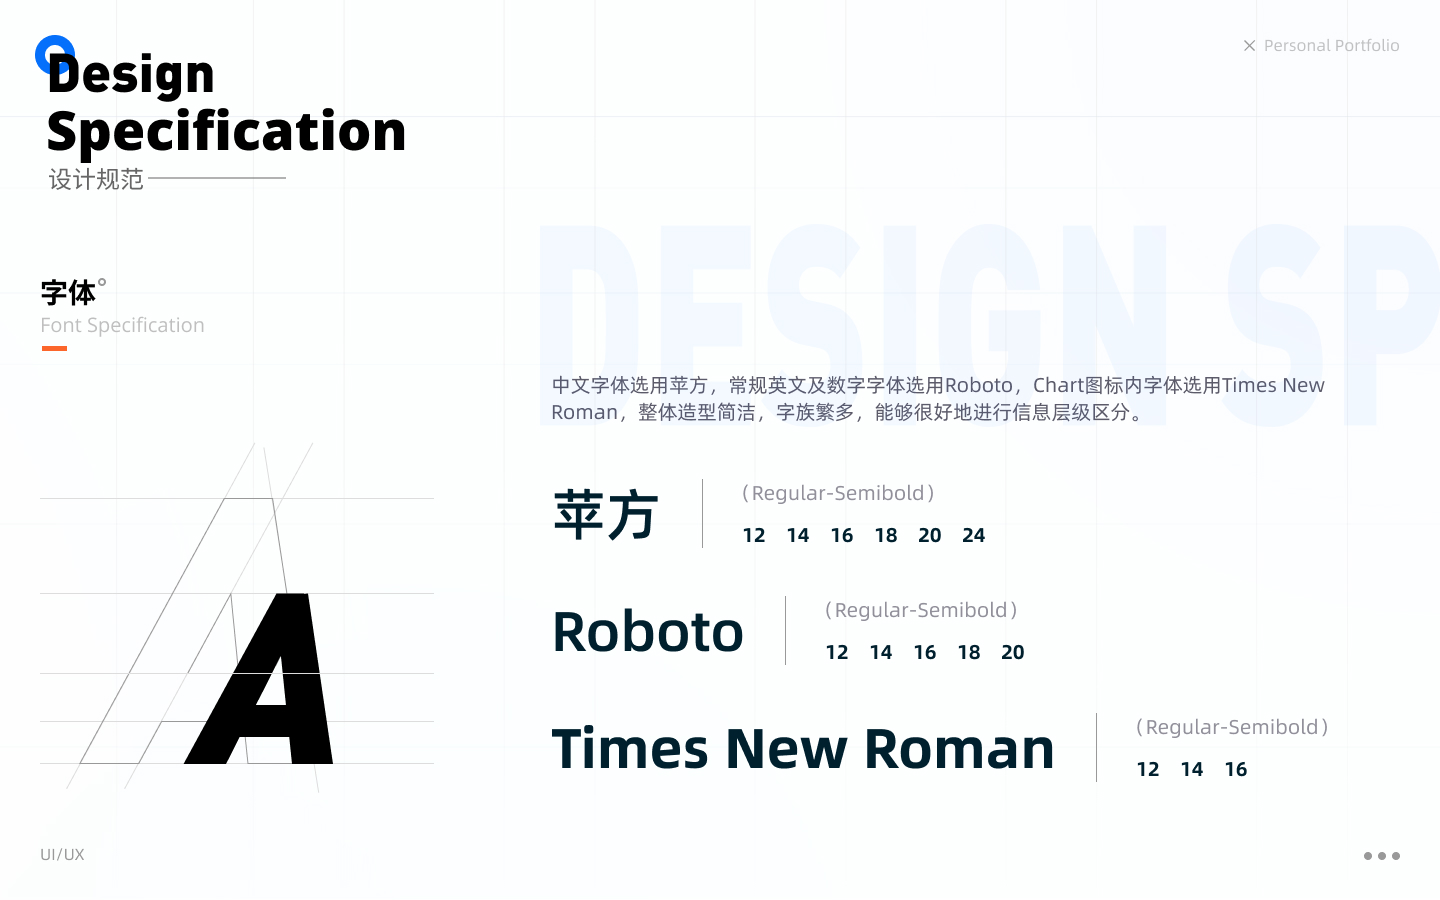 Design
Specification
设计规范
Personal Portfolio
字体
Font Specification
DESIGN SP
中文字体选用苹方，常规英文及数字字体选用Roboto，Chart图标内字体选用Times New
Roman，整体造型简洁，字族繁多，能够很好地进行信息层级区分。
苹方
（Regular-Semibold）
12 14 16 18 20 24
Roboto
（Regular-Semibold）
12 14 16 18 20
Times New Roman
（Regular-Semibold）
12 14 16
A
UI/UX